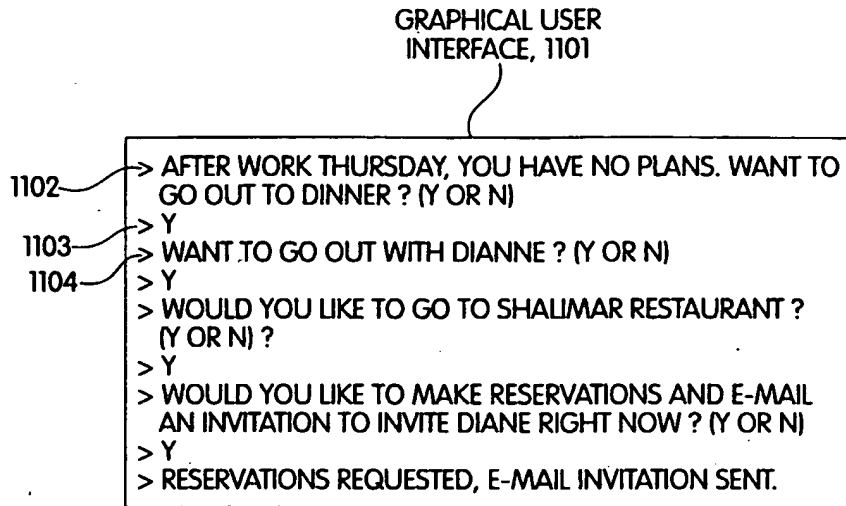 GRAPHICAL USER
INTERFACE, 1101
1102
> AFTER WORK THURSDAY, YOU HAVE NO PLANS. WANT TO
GO OUT TO DINNER ? (Y OR N)
1103
> Y
1104
> WANT TO GO OUT WITH DIANNE ? (Y OR N)
> Y
> WOULD YOU LIKE TO GO TO SHALIMAR RESTAURANT ?
(Y OR N) ?
> Y
> WOULD YOU LIKE TO MAKE RESERVATIONS AND E-MAIL
AN INVITATION TO INVITE DIANE RIGHT NOW ? (Y OR N)
> Y
> RESERVATIONS REQUESTED, E-MAIL INVITATION SENT.